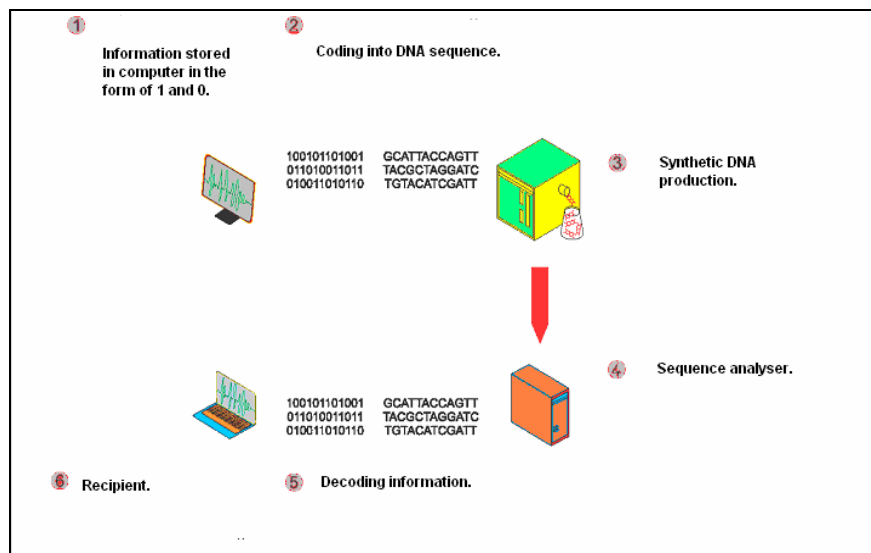 1
Information stored
in computer in the
form of 1 and 0.
2
Coding into DNA sequence.
100101101001 GCATTACCAGTT
011010011011 TACGCTAGGATC
010011010110 TGTACATCGATT
3
Synthetic DNA
production.
4
Sequence analyser.
100101101001 GCATTACCAGTT
011010011011 TACGCTAGGATC
010011010110 TGTACATCGATT
5
Decoding information.
6
Recipient.